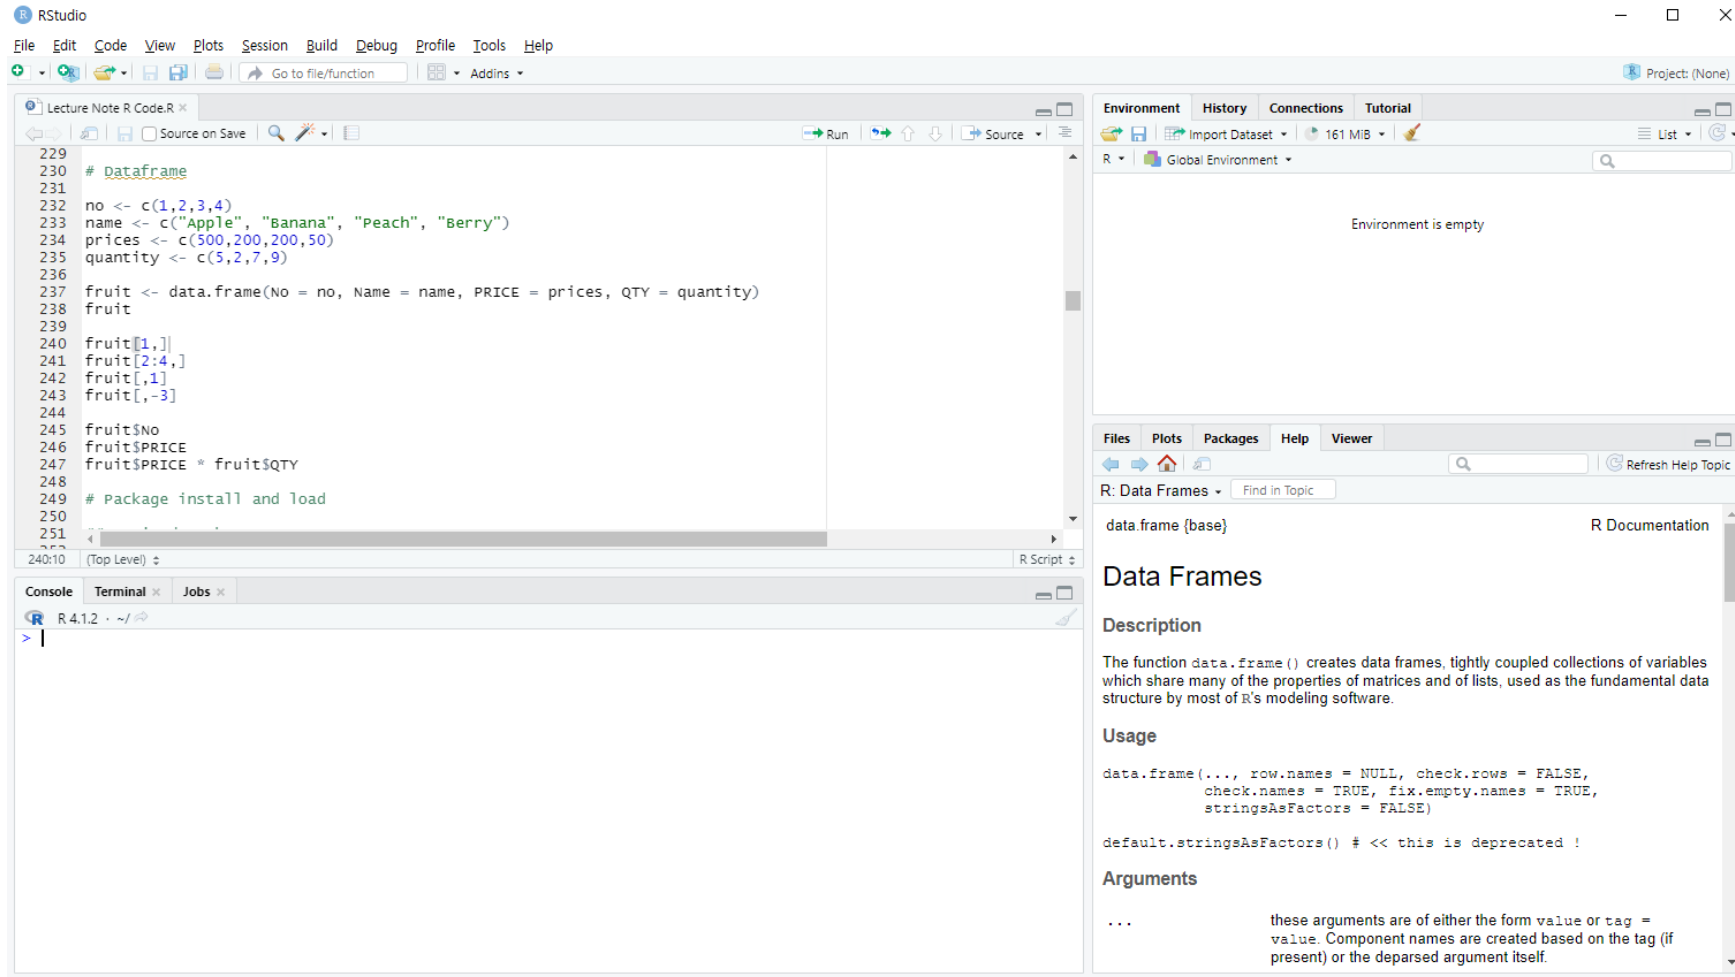 RStudio
File Edit Code View Plots Session Build Debug Profile Tools Help
Go to file/function Addins Project: (None)
Lecture Note R Code.R
Source on Save Run Source
229
230 # Dataframe
231
232 no <- c(1,2,3,4)
233 name <- c("Apple", "Banana", "Peach", "Berry")
234 prices <- c(500,200,200,50)
235 quantity <- c(5,2,7,9)
236
237 fruit <- data.frame(No = no, Name = name, PRICE = prices, QTY = quantity)
238 fruit
239
240 fruit[1,]
241 fruit[2:4,]
242 fruit[,1]
243 fruit[,-3]
244
245 fruit$No
246 fruit$PRICE
247 fruit$PRICE * fruit$QTY
248
249 # Package install and load
250
251
240:10 (Top Level) R Script
Console Terminal Jobs
R 4.1.2 · ~/
>
Environment History Connections Tutorial
Import Dataset 161 MiB List
R Global Environment
Environment is empty
Files Plots Packages Help Viewer
Refresh Help Topic
R: Data Frames Find in Topic
data.frame {base} R Documentation
Data Frames
Description
The function data.frame() creates data frames, tightly coupled collections of variables
which share many of the properties of matrices and of lists, used as the fundamental data
structure by most of R's modeling software.
Usage
data.frame(..., row.names = NULL, check.rows = FALSE,
check.names = TRUE, fix.empty.names = TRUE,
stringsAsFactors = FALSE)
default.stringsAsFactors() # << this is deprecated !
Arguments
... these arguments are of either the form value or tag =
value. Component names are created based on the tag (if
present) or the deparsed argument itself.